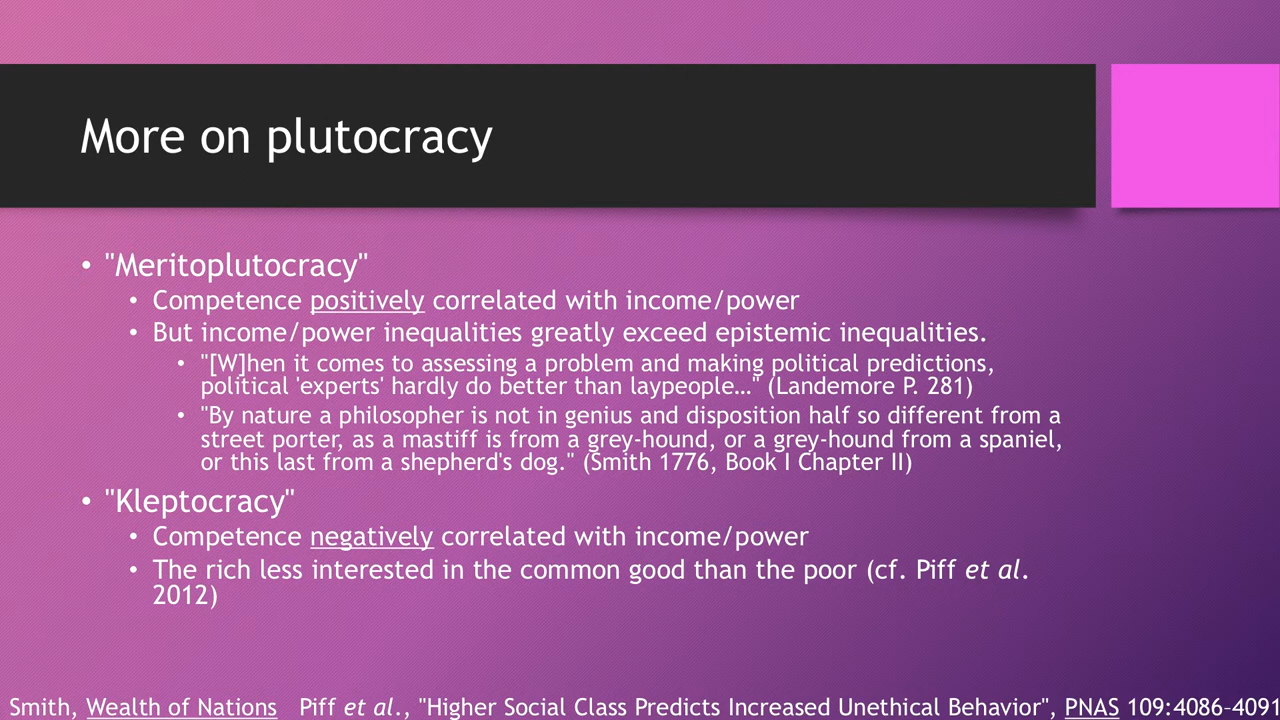 More on plutocracy
• "Meritoplutocracy"
• Competence positively correlated with income/power
• But income/power inequalities greatly exceed epistemic inequalities.
• "[W]hen it comes to assessing a problem and making political predictions,
political 'experts' hardly do better than laypeople…" (Landemore P. 281)
• "By nature a philosopher is not in genius and disposition half so different from a
street porter, as a mastiff is from a grey-hound, or a grey-hound from a spaniel,
or this last from a shepherd's dog." (Smith 1776, Book I Chapter II)
• "Kleptocracy"
• Competence negatively correlated with income/power
• The rich less interested in the common good than the poor (cf. Piff et al.
2012)
Smith, Wealth of Nations Piff et al., "Higher Social Class Predicts Increased Unethical Behavior", PNAS 109:4086–4091